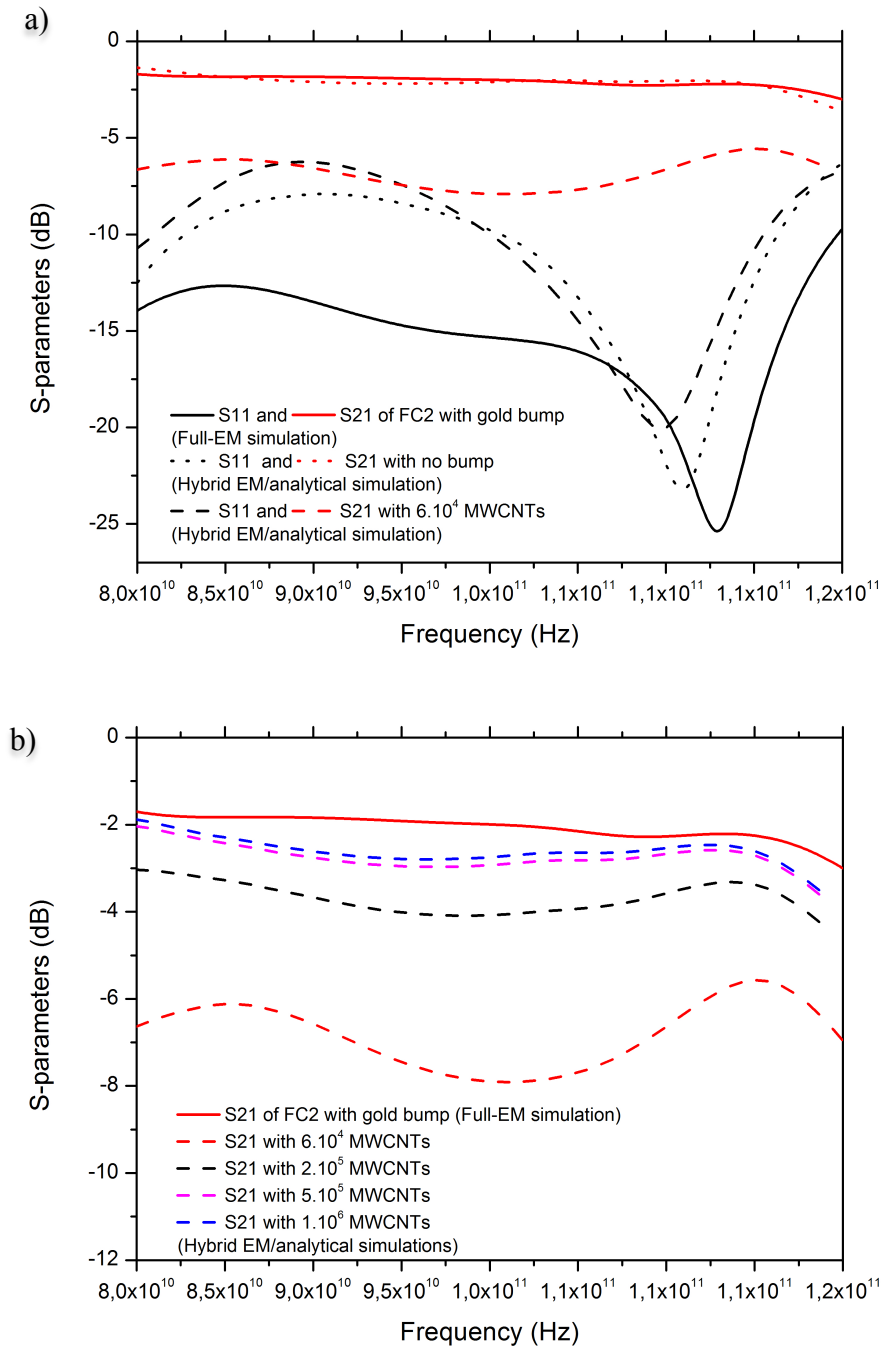 a)
0
-5
-10
-15
-20
-25
S-parameters (dB)
S11 and S21 of FC2 with gold bump
(Full-EM simulation)
S11 and S21 with no bump
(Hybrid EM/analytical simulation)
S11 and S21 with 6.10⁴ MWCNTs
(Hybrid EM/analytical simulation)
8,0x10¹⁰ 8,5x10¹⁰ 9,0x10¹⁰ 9,5x10¹⁰ 1,0x10¹¹ 1,1x10¹¹ 1,1x10¹¹ 1,1x10¹¹ 1,2x10¹¹
Frequency (Hz)
b)
0
-2
-4
-6
-8
-10
-12
S-parameters (dB)
S21 of FC2 with gold bump (Full-EM simulation)
S21 with 6.10⁴ MWCNTs
S21 with 2.10⁵ MWCNTs
S21 with 5.10⁵ MWCNTs
S21 with 1.10⁶ MWCNTs
(Hybrid EM/analytical simulations)
8,0x10¹⁰ 8,5x10¹⁰ 9,0x10¹⁰ 9,5x10¹⁰ 1,0x10¹¹ 1,1x10¹¹ 1,1x10¹¹ 1,1x10¹¹ 1,2x10¹¹
Frequency (Hz)